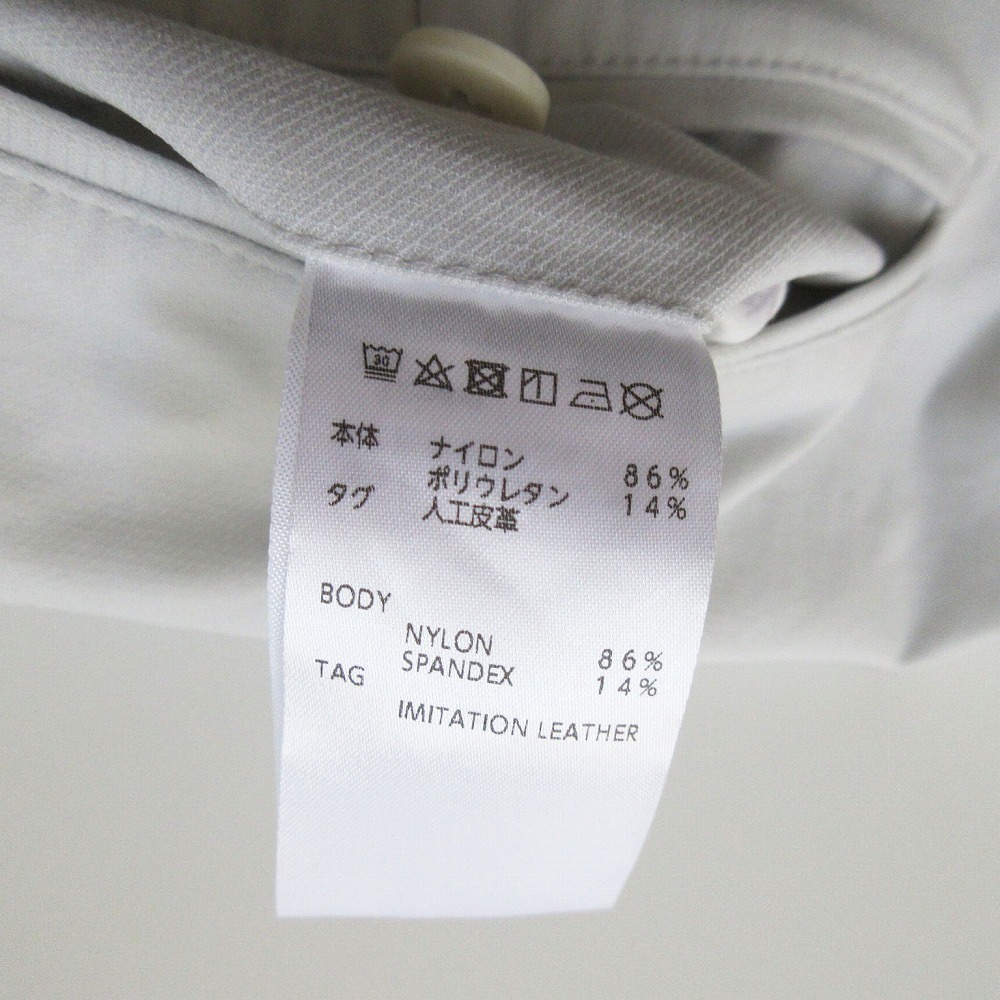 30
本体 ナイロン 86%
ポリウレタン 14%
タグ 人工皮革
BODY
NYLON 86%
SPANDEX 14%
TAG
IMITATION LEATHER